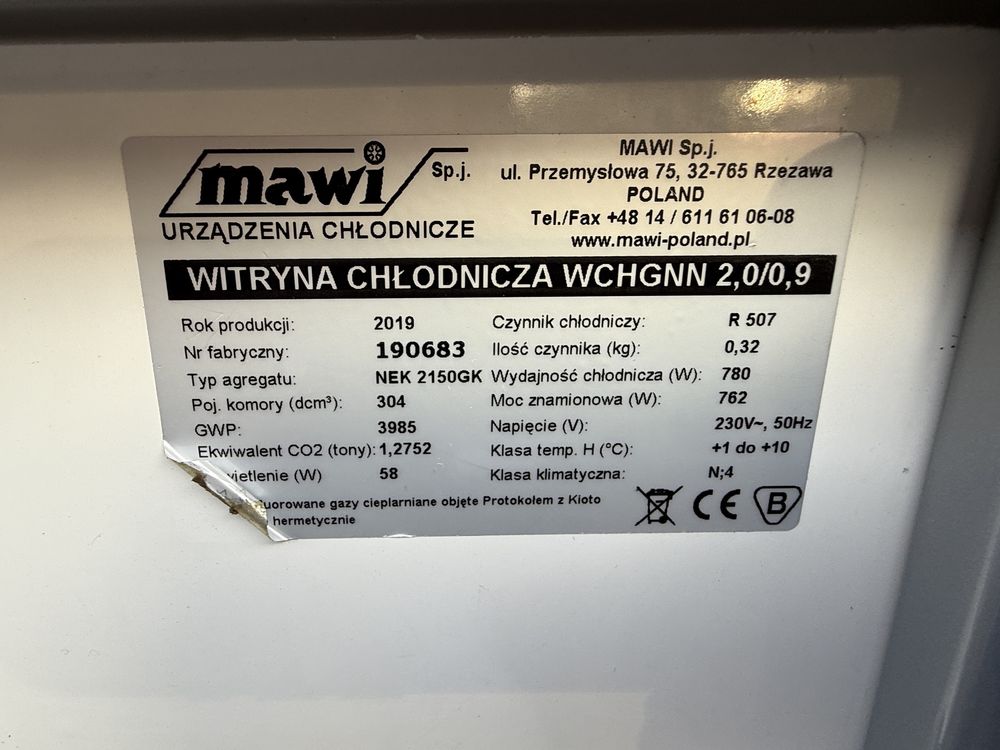 mawi Sp.j.
URZĄDZENIA CHŁODNICZE
MAWI Sp.j.
ul. Przemysłowa 75, 32-765 Rzezawa
POLAND
Tel./Fax +48 14 / 611 61 06-08
www.mawi-poland.pl
WITRYNA CHŁODNICZA WCHGNN 2,0/0,9
Rok produkcji: 2019 Czynnik chłodniczy: R 507
Nr fabryczny: 190683 Ilość czynnika (kg): 0,32
Typ agregatu: NEK 2150GK Wydajność chłodnicza (W): 780
Poj. komory (dcm³): 304 Moc znamionowa (W): 762
GWP: 3985 Napięcie (V): 230V~, 50Hz
Ekwiwalent CO2 (tony): 1,2752 Klasa temp. H (°C): +1 do +10
wietlenie (W) 58 Klasa klimatyczna: N;4
uorowane gazy cieplarniane objęte Protokołem z Kioto
hermetycznie
CE
B